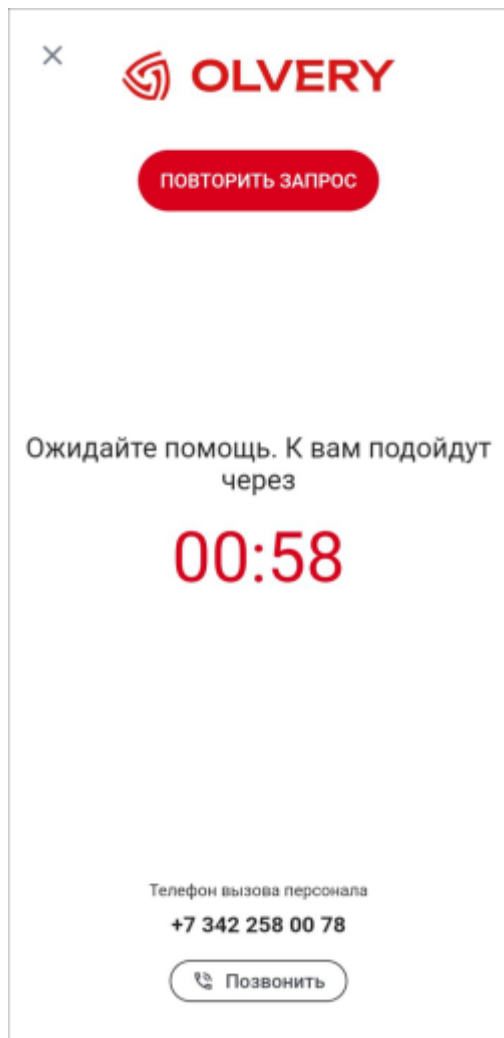 OLVERY
ПОВТОРИТЬ ЗАПРОС
Ожидайте помощь. К вам подойдут
через
00:58
Телефон вызова персонала
+7 342 258 00 78
Позвонить